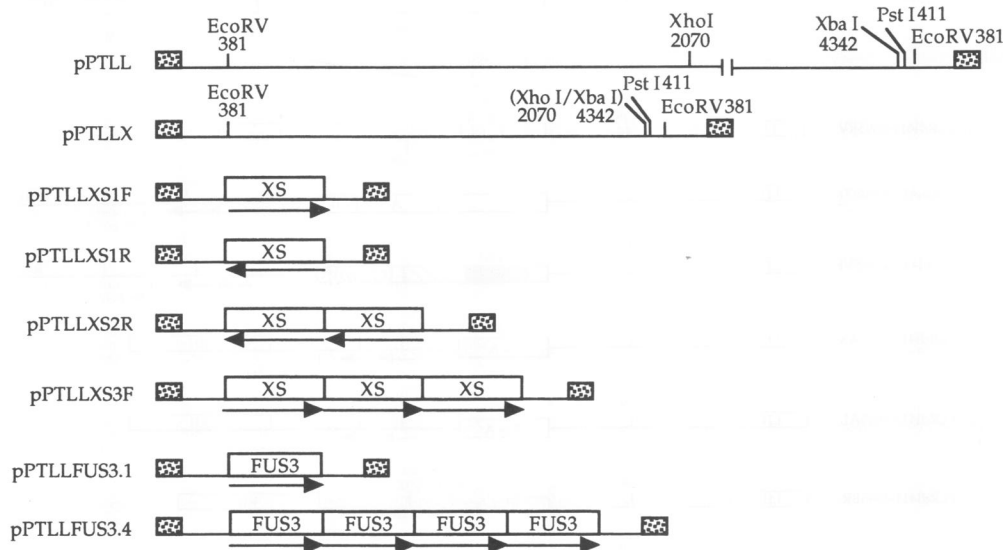 EcoRV
381
XhoI
2070
Xba I
4342
Pst I 411
EcoRV381
pPTLL
EcoRV
381
(Xho I/Xba I)
2070 4342
Pst I 411
EcoRV381
pPTLLX
pPTLLXS1F XS
pPTLLXS1R XS
pPTLLXS2R XS XS
pPTLLXS3F XS XS XS
pPTLLFUS3.1 FUS3
pPTLLFUS3.4 FUS3 FUS3 FUS3 FUS3